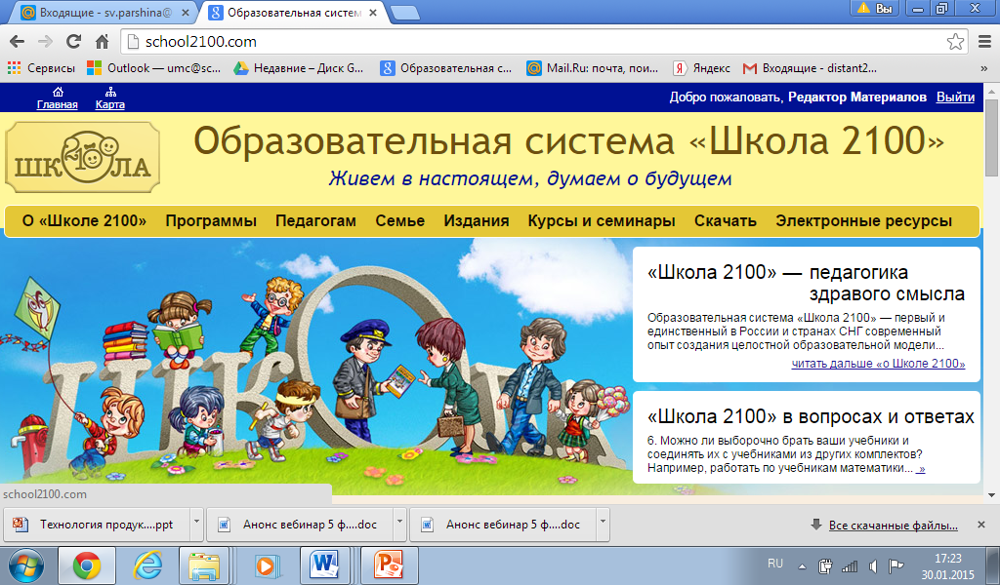 Входящие - sv.parshina@
Образовательная систем
Вы
school2100.com
Сервисы
Outlook — umc@sc...
Недавние – Диск G...
Образовательная с...
Mail.Ru: почта, пои...
Яндекс
Входящие - distant2...
»
Главная
Карта
Добро пожаловать, Редактор Материалов Выйти
ШКОЛА
2100
Образовательная система «Школа 2100»
Живем в настоящем, думаем о будущем
О «Школе 2100» Программы Педагогам Семье Издания Курсы и семинары Скачать Электронные ресурсы
«Школа 2100» — педагогика
здравого смысла
Образовательная система «Школа 2100» — первый и
единственный в России и странах СНГ современный
опыт создания целостной образовательной модели...
читать дальше «о Школе 2100»
«Школа 2100» в вопросах и ответах
6. Можно ли выборочно брать ваши учебники и
соединять их с учебниками из других комплектов?
Например, работать по учебникам математики... »
ШКОЛА
school2100.com
Технология продук....ppt
Анонс вебинар 5 ф....doc
Анонс вебинар 5 ф....doc
Все скачанные файлы...
RU
17:23
30.01.2015